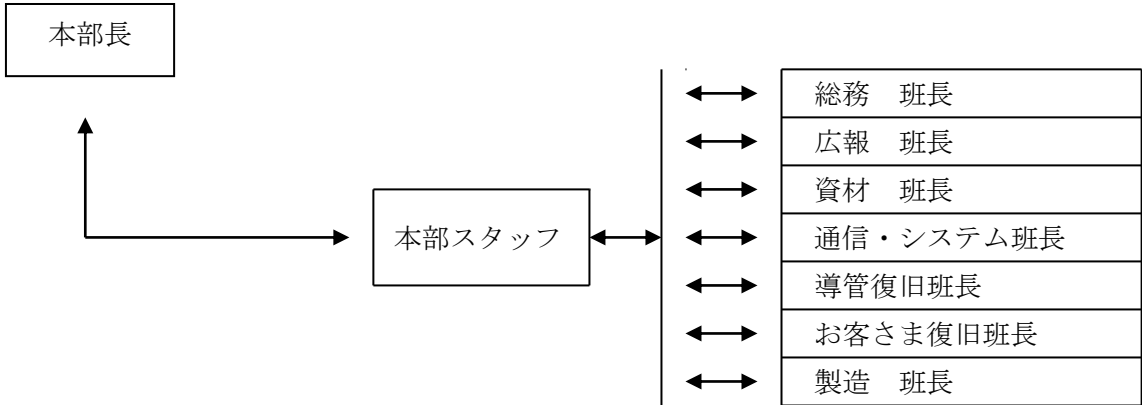 本部長
総務　班長
広報　班長
資材　班長
本部スタッフ
通信・システム班長
導管復旧班長
お客さま復旧班長
製造　班長